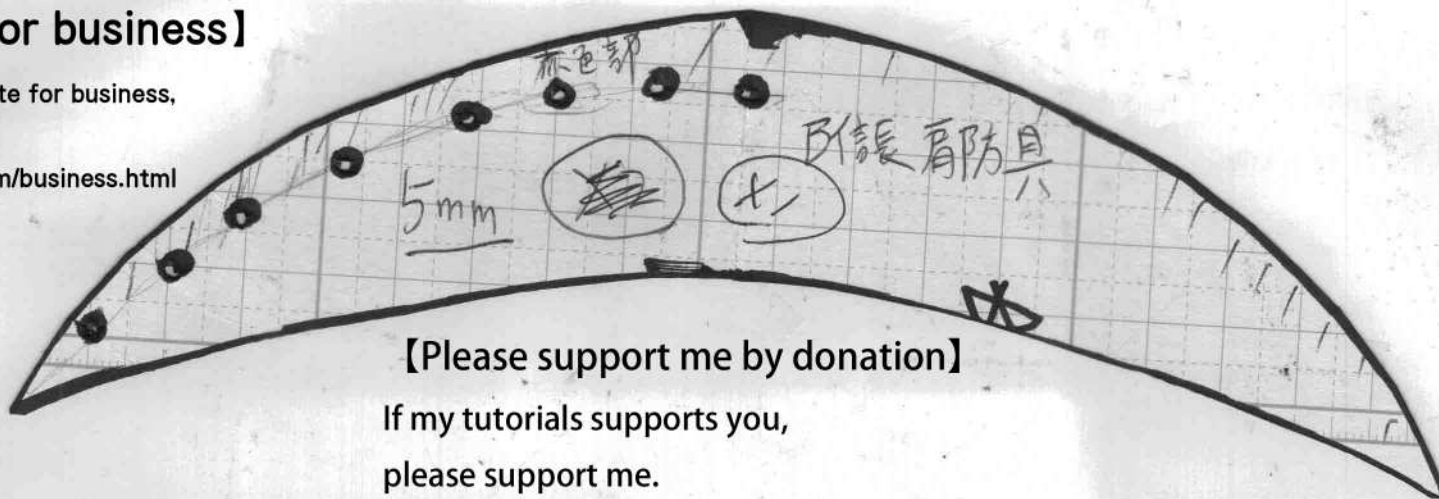 or business】
te for business,
m/business.html
赤色部
肩防具
5mm
【Please support me by donation】
If my tutorials supports you,
please support me.